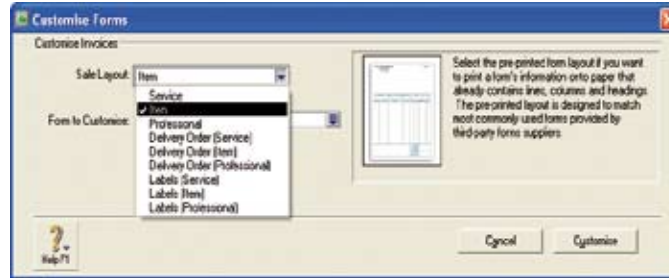 Customise Forms
Customise Invoices
Sale Layout: Item
Service
Item
Professional
Delivery Order (Service)
Delivery Order (Item)
Delivery Order (Professional)
Labels (Service)
Labels (Item)
Labels (Professional)
Form to Customise:
Select the pre-printed form layout if you want
to print a form's information onto paper that
already contains lines, columns and headings.
The pre-printed layout is designed to match
most commonly used forms provided by
third-party forms suppliers.
Help F1
Cancel
Customise